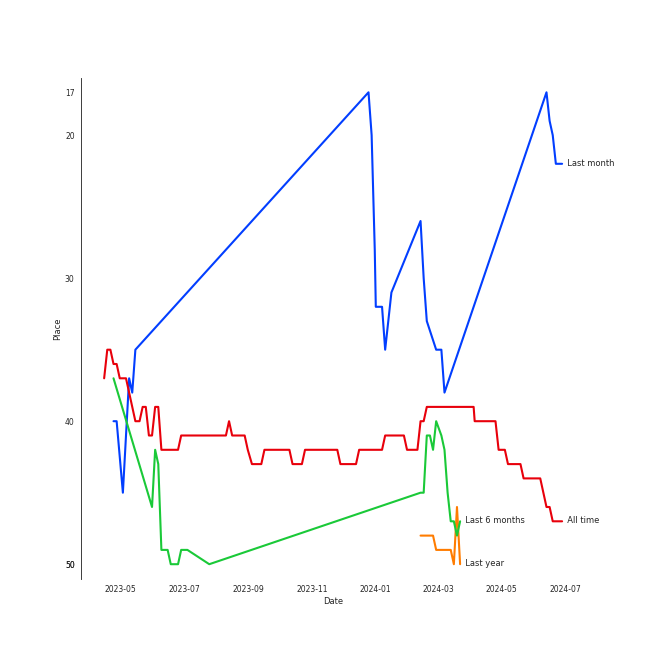 17
20
Last month
30
Place
40
Last 6 months
All time
Last year
50
2023-05 2023-07 2023-09 2023-11 2024-01 2024-03 2024-05 2024-07
Date